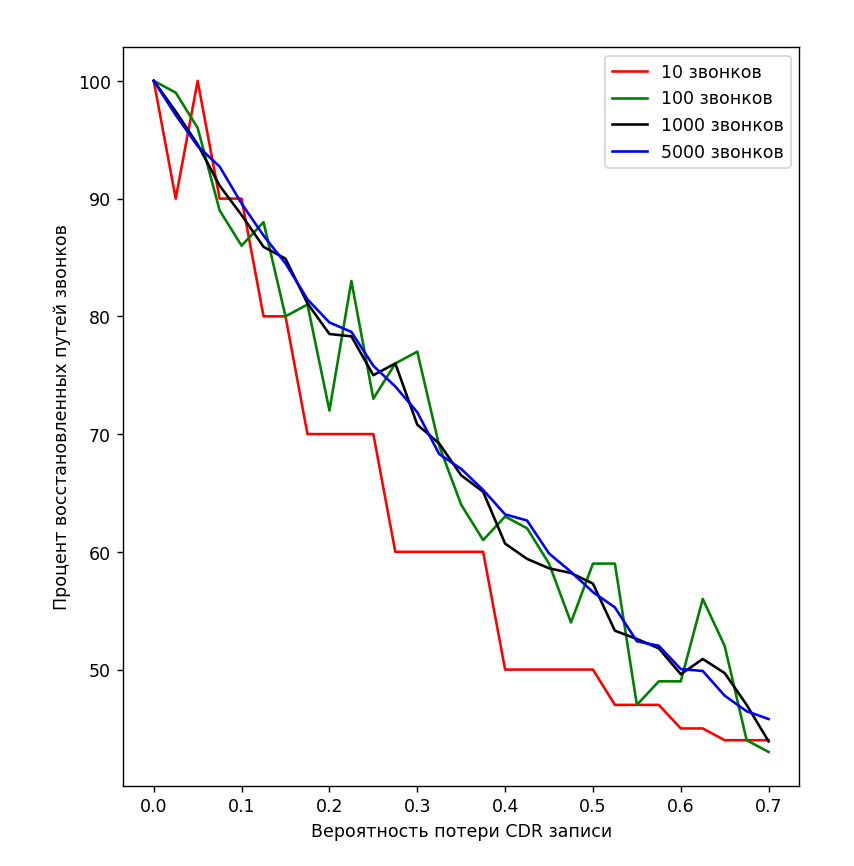 10 звонков
100 звонков
1000 звонков
5000 звонков
Процент восстановленных путей звонков
100
90
80
70
60
50
0.0 0.1 0.2 0.3 0.4 0.5 0.6 0.7
Вероятность потери CDR записи